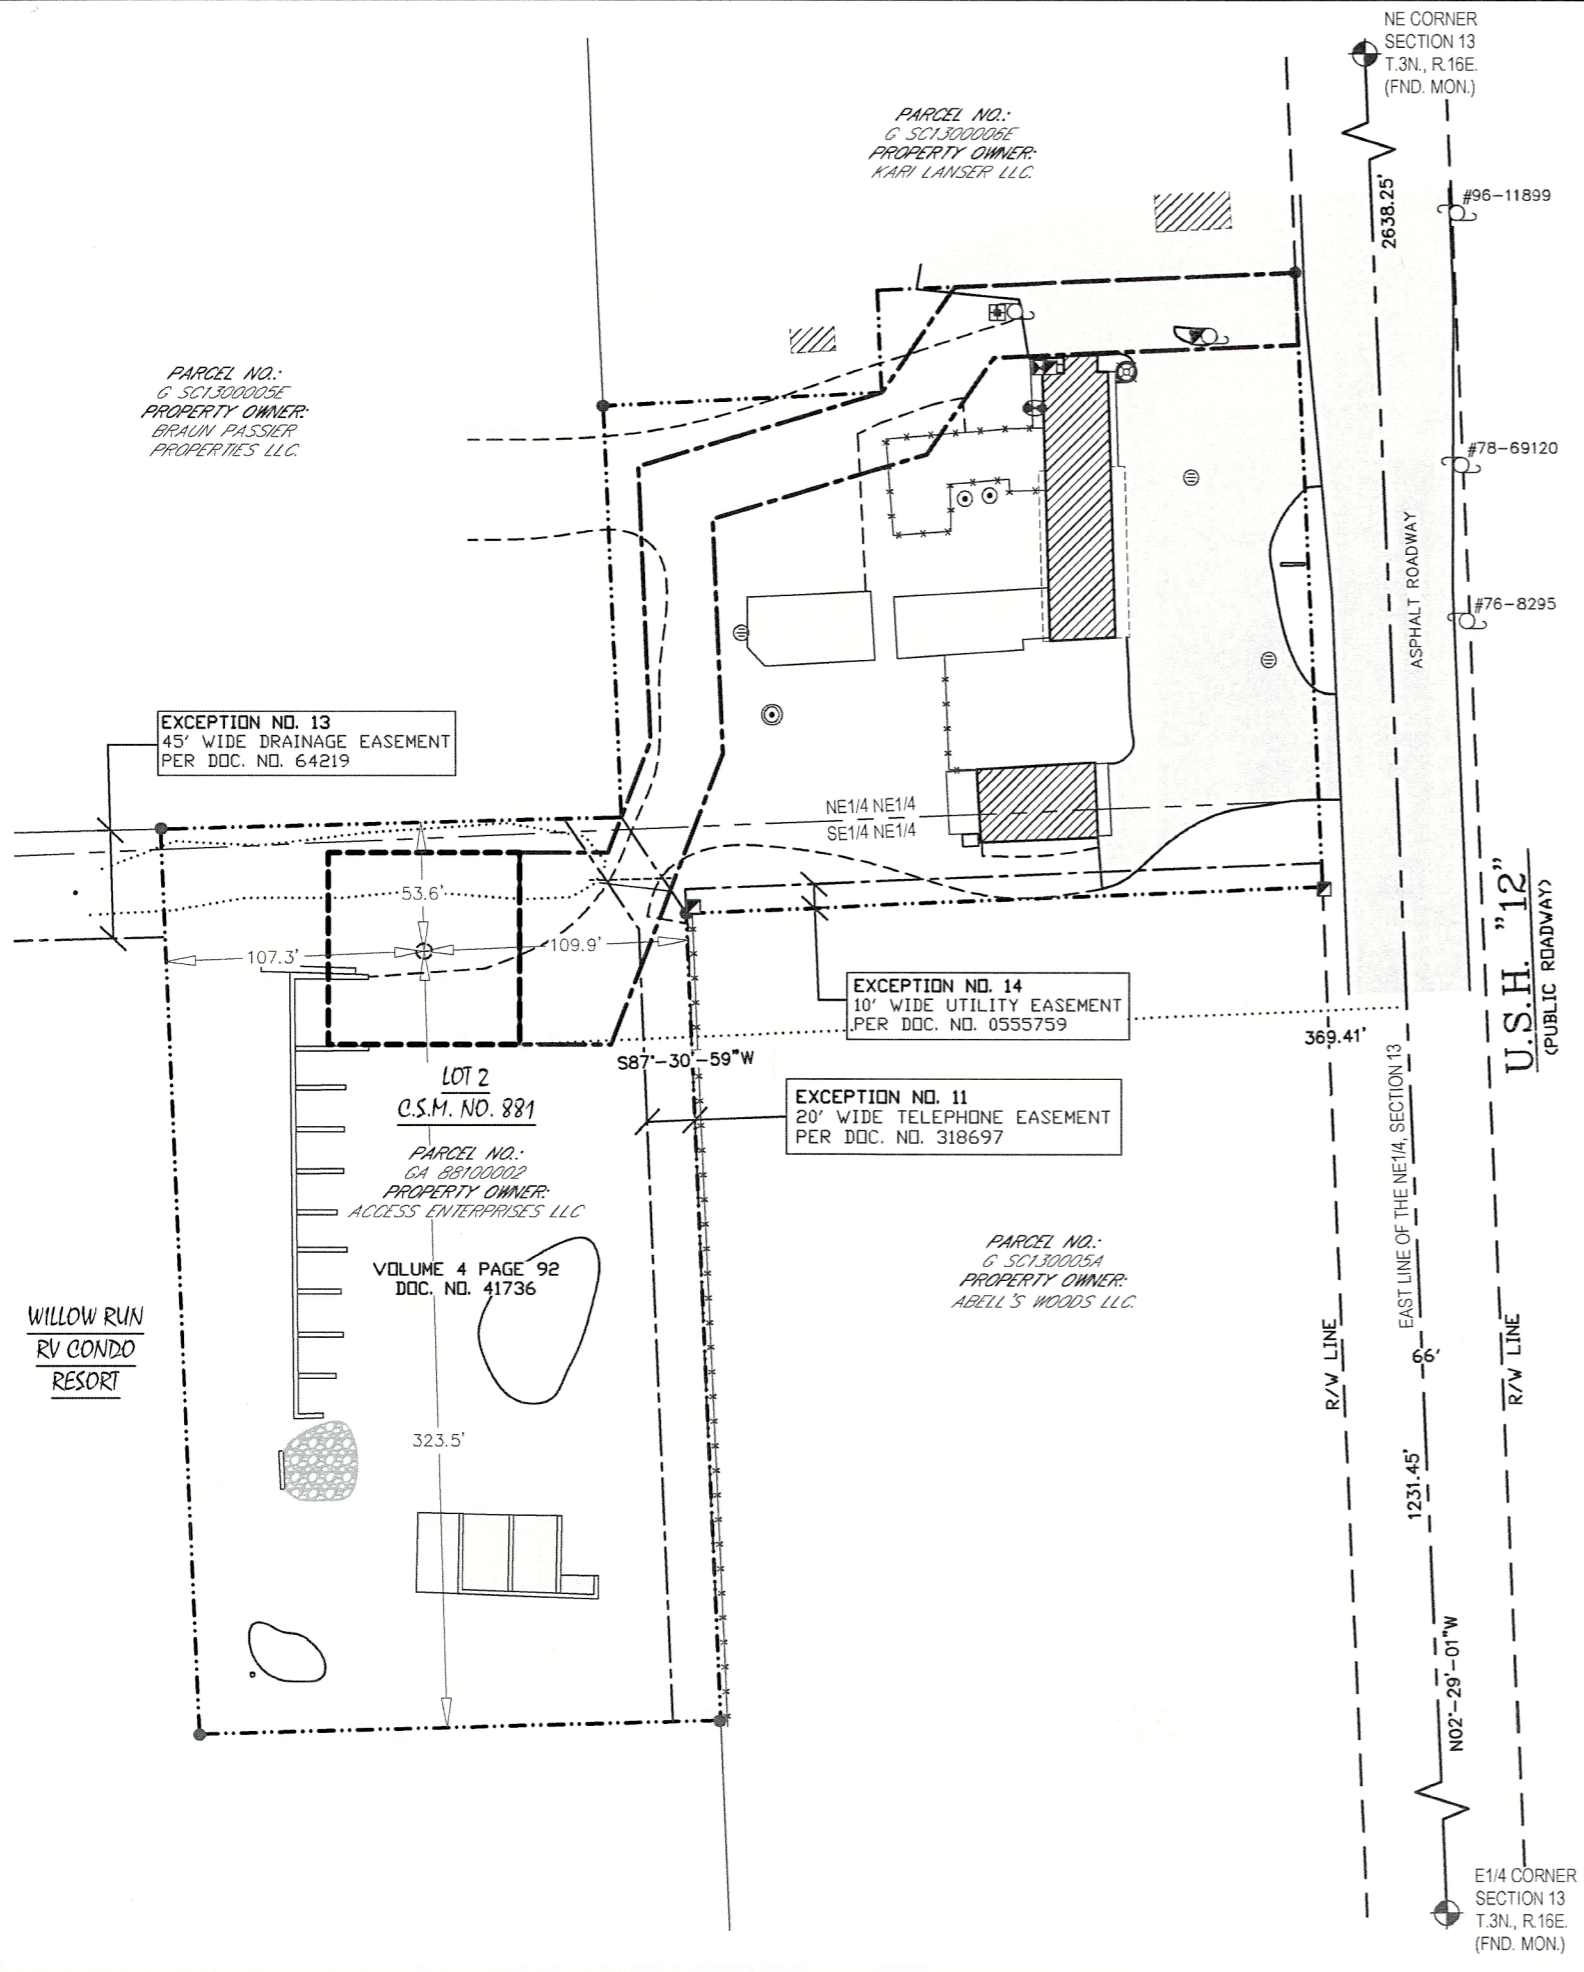 NE CORNER
SECTION 13
T.3N., R.16E.
(FND. MON.)
PARCEL NO.:
G SC1300006E
PROPERTY OWNER:
KARI LANSER LLC.
2638.25'
#96-11899
PARCEL NO.:
G SC1300005E
PROPERTY OWNER:
BRAUN PASSIER
PROPERTIES LLC.
#78-69120
ASPHALT ROADWAY
#76-8295
EXCEPTION NO. 13
45' WIDE DRAINAGE EASEMENT
PER DOC. NO. 64219
NE1/4 NE1/4
SE1/4 NE1/4
53.6'
107.3'
109.9'
U.S.H. "12"
(PUBLIC ROADWAY)
EXCEPTION NO. 14
10' WIDE UTILITY EASEMENT
PER DOC. NO. 0555759
369.41'
S87°-30'-59"W
LOT 2
C.S.M. NO. 881
EXCEPTION NO. 11
20' WIDE TELEPHONE EASEMENT
PER DOC. NO. 318697
EAST LINE OF THE NE1/4, SECTION 13
PARCEL NO.:
GA 88100002
PROPERTY OWNER:
ACCESS ENTERPRISES LLC
PARCEL NO.:
G SC130005A
PROPERTY OWNER:
ABELL'S WOODS LLC.
VOLUME 4 PAGE 92
DOC. NO. 41736
WILLOW RUN
RV CONDO
RESORT
R/W LINE
66'
R/W LINE
323.5'
1231.45'
N02°-29'-01"W
E1/4 CORNER
SECTION 13
T.3N., R.16E.
(FND. MON.)